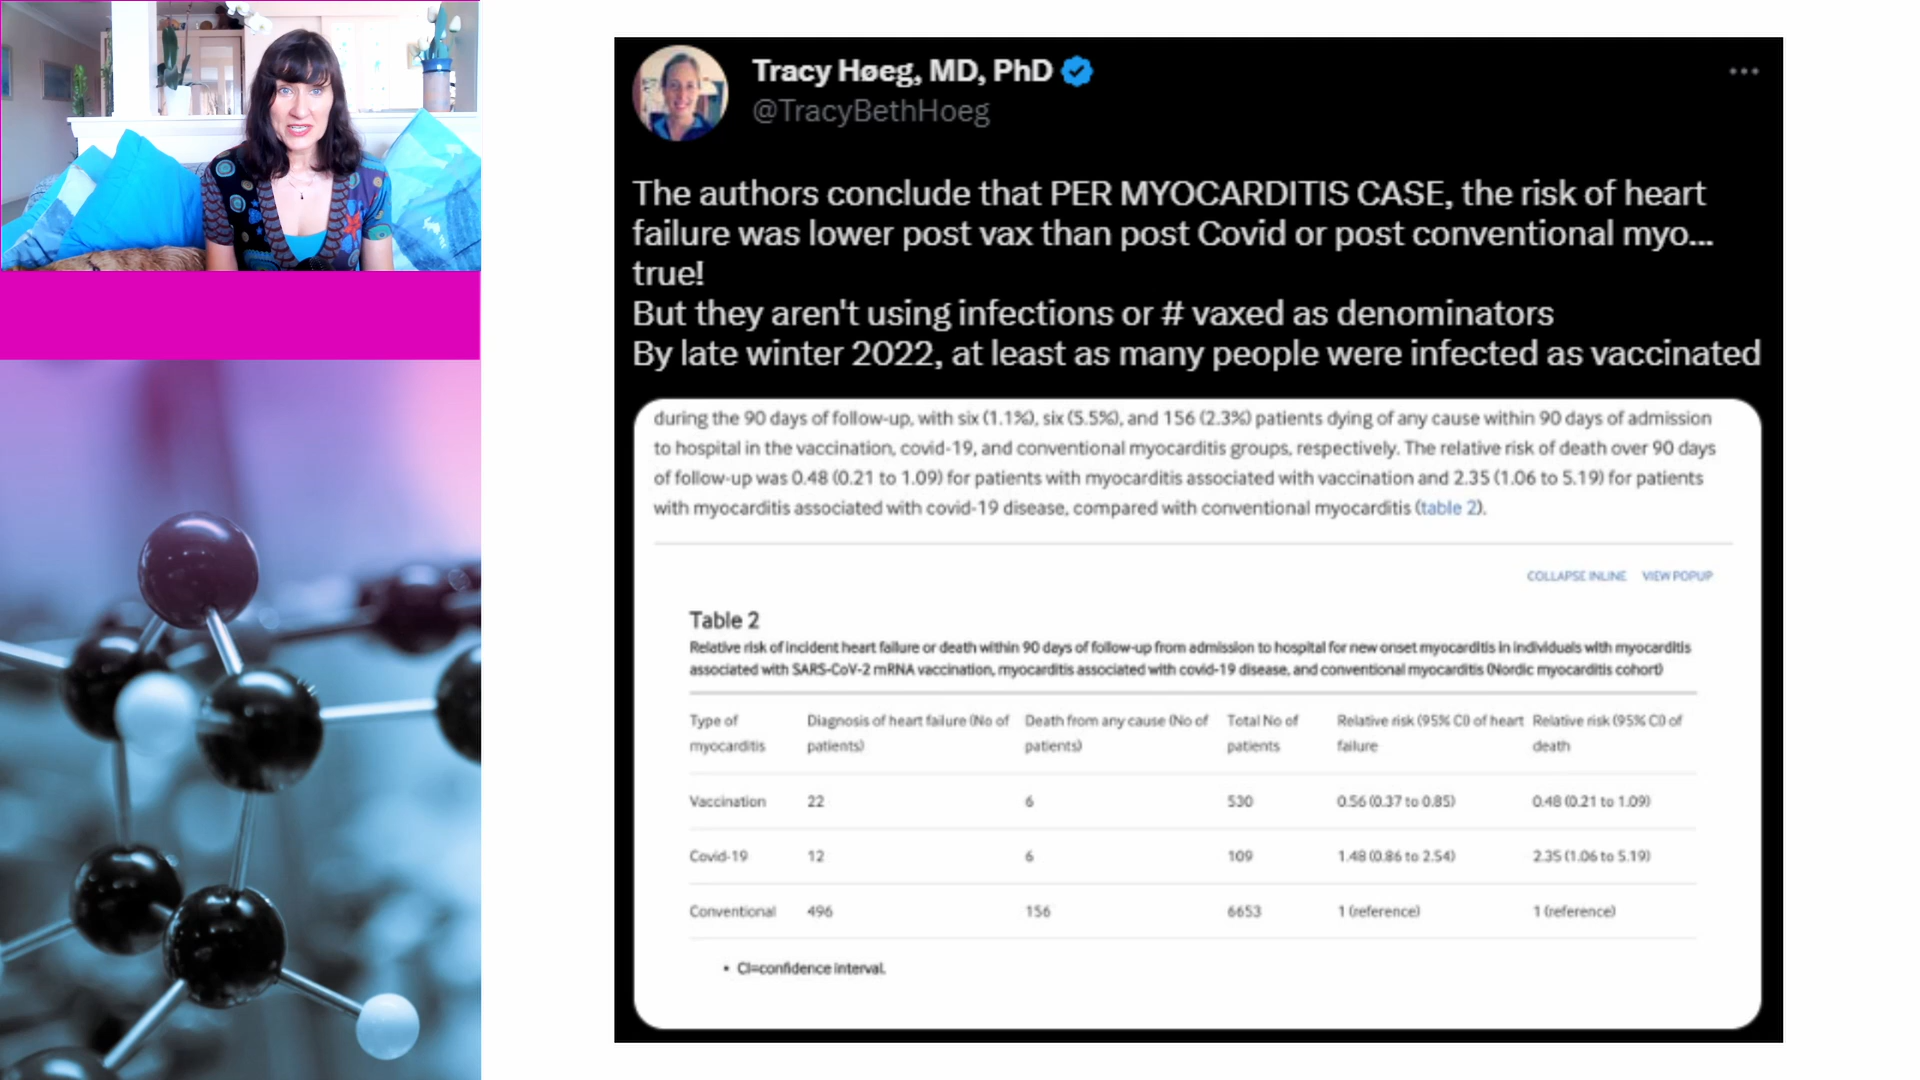 Tracy Høeg, MD, PhD
@TracyBethHoeg
The authors conclude that PER MYOCARDITIS CASE, the risk of heart
failure was lower post vax than post Covid or post conventional myo...
true!
But they aren't using infections or # vaxed as denominators
By late winter 2022, at least as many people were infected as vaccinated
during the 90 days of follow-up, with six (1.1%), six (5.5%), and 156 (2.3%) patients dying of any cause within 90 days of admission
to hospital in the vaccination, covid-19, and conventional myocarditis groups, respectively. The relative risk of death over 90 days
of follow-up was 0.48 (0.21 to 1.09) for patients with myocarditis associated with vaccination and 2.35 (1.06 to 5.19) for patients
with myocarditis associated with covid-19 disease, compared with conventional myocarditis (table 2).
COLLAPSE INLINE VIEW POPUP
Table 2
Relative risk of incident heart failure or death within 90 days of follow-up from admission to hospital for new onset myocarditis in individuals with myocarditis
associated with SARS-CoV-2 mRNA vaccination, myocarditis associated with covid-19 disease, and conventional myocarditis (Nordic myocarditis cohort)
Type of Diagnosis of heart failure (No of Death from any cause (No of Total No of Relative risk (95% CI) of heart Relative risk (95% CI) of
myocarditis patients) patients) patients failure death
Vaccination 22 6 530 0.56 (0.37 to 0.85) 0.48 (0.21 to 1.09)
Covid-19 12 6 109 1.48 (0.86 to 2.54) 2.35 (1.06 to 5.19)
Conventional 496 156 6653 1 (reference) 1 (reference)
• CI=confidence interval.